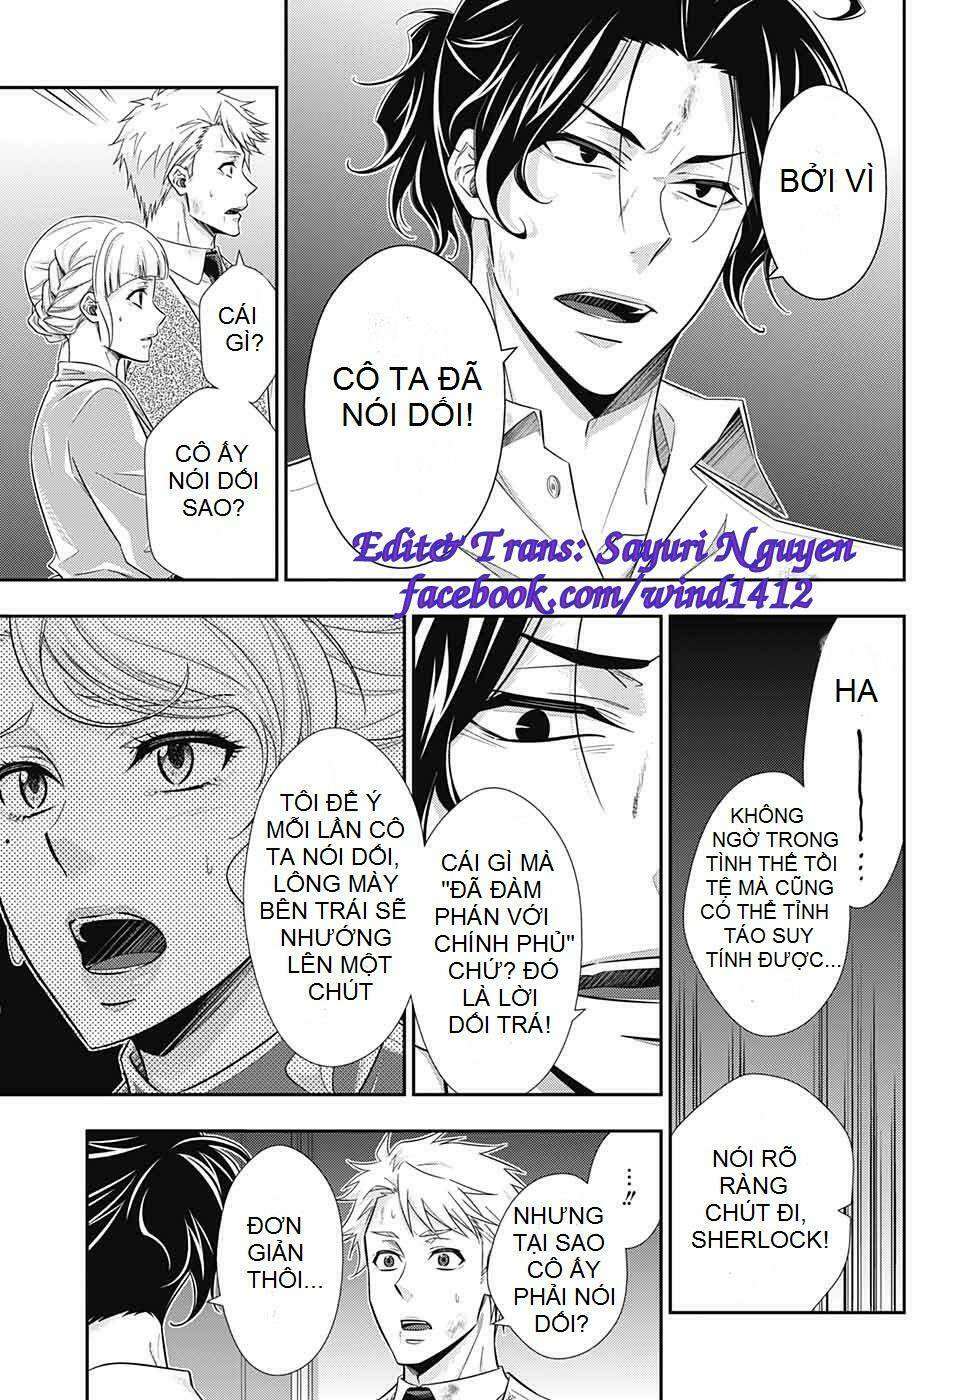 BỞI VÌ
CÔ TA ĐÃ
NÓI DỐI!
CÁI
GÌ?
CÔ ẤY
NÓI DỐI
SAO?
Edit& Trans: Sayuri Nguyen
facebook.com/wind1412
HA
KHÔNG
NGỜ TRONG
TÌNH THẾ TỒI
TỆ MÀ CŨNG
CÓ THỂ TỈNH
TÁO SUY
TÍNH ĐƯỢC...
NÓI RÕ
RÀNG
CHÚT ĐI,
SHERLOCK!
CÁI GÌ MÀ
"ĐÃ ĐÀM
PHÁN VỚI
CHÍNH PHỦ"
CHỨ? ĐÓ
LÀ LỜI
DỐI TRÁ!
TÔI ĐỂ Ý
MỖI LẦN CÔ
TA NÓI DỐI,
LÔNG MÀY
BÊN TRÁI SẼ
NHƯỚNG
LÊN MỘT
CHÚT
...!!
NHƯNG
TẠI SAO
CÔ ẤY
PHẢI NÓI
DỐI?
ĐƠN
GIẢN
THÔI...